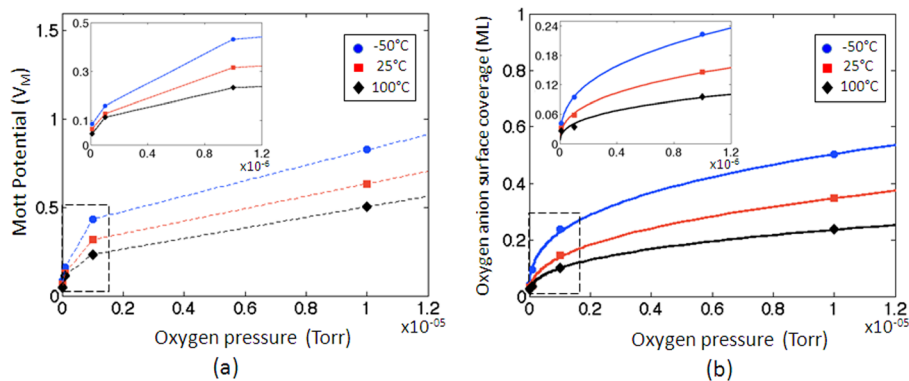 1.5
1
0.5
0
0 0.2 0.4 0.6 0.8 1 1.2
x10⁻⁰⁵
Mott Potential (V_M)
Oxygen pressure (Torr)
0.5
0.3
0.1
0 0.4 0.8 1.2
x10⁻⁶
-50°C
25°C
100°C
(a)
1
0.8
0.6
0.4
0.2
0
0 0.2 0.4 0.6 0.8 1 1.2
x10⁻⁰⁵
Oxygen anion surface coverage (ML)
Oxygen pressure (Torr)
0.24
0.18
0.12
0.06
0 0.4 0.8 1.2
x10⁻⁶
-50°C
25°C
100°C
(b)